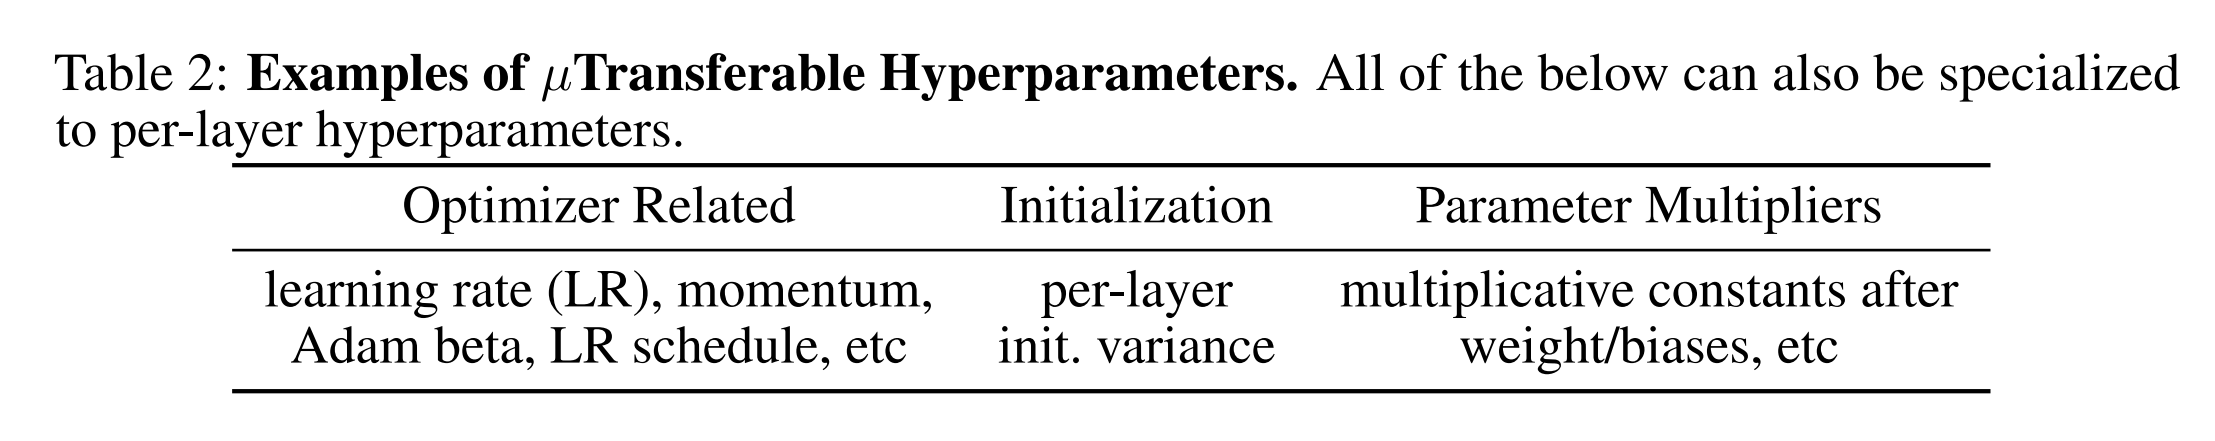 Table 2: Examples of μTransferable Hyperparameters. All of the below can also be specialized
to per-layer hyperparameters.
Optimizer Related Initialization Parameter Multipliers
learning rate (LR), momentum, per-layer multiplicative constants after
Adam beta, LR schedule, etc init. variance weight/biases, etc